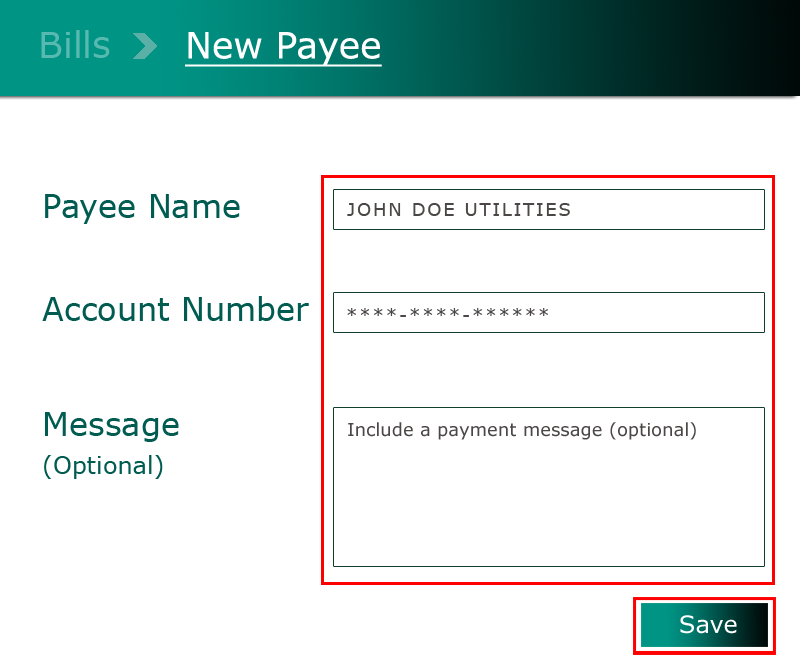 Bills New Payee
Payee Name
JOHN DOE UTILITIES
Account Number
****-****-******
Message
(Optional)
Include a payment message (optional)
Save